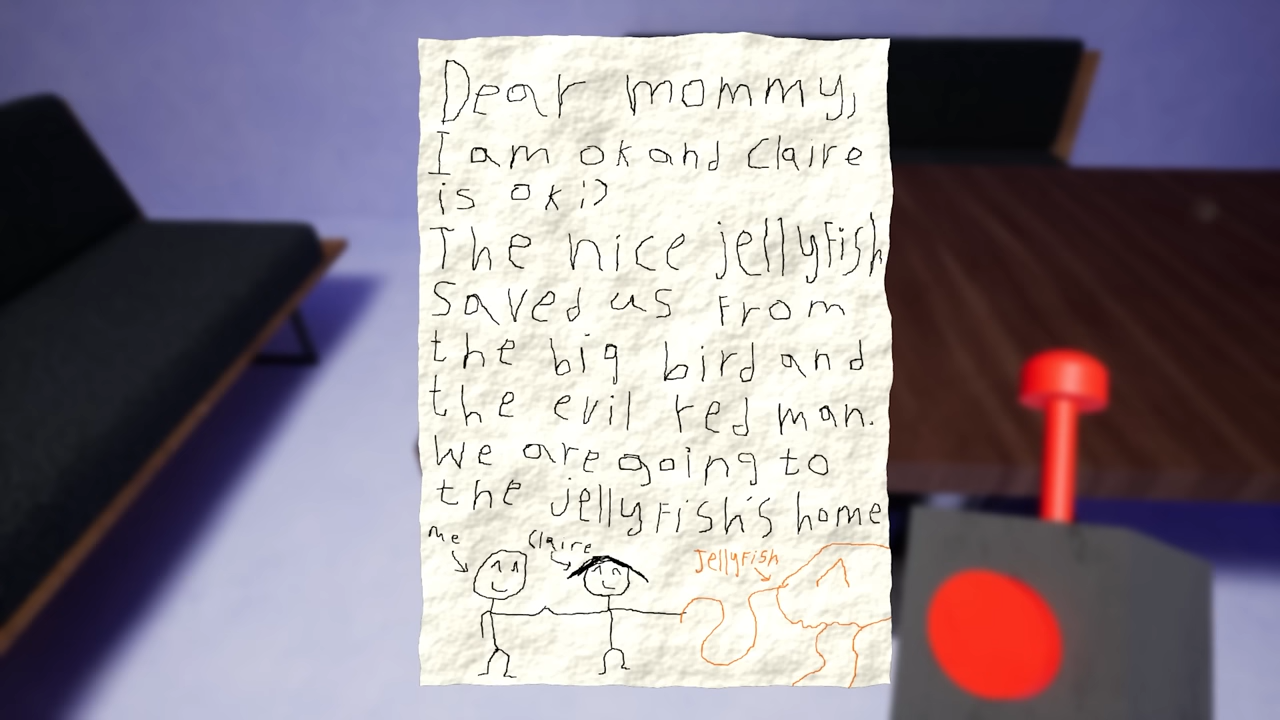 Dear mommy,
I am ok and Claire
is ok :)
The nice jellyfish
saved us from
the big bird and
the evil red man.
We are going to
the jellyfish's home
me
Claire
Jellyfish